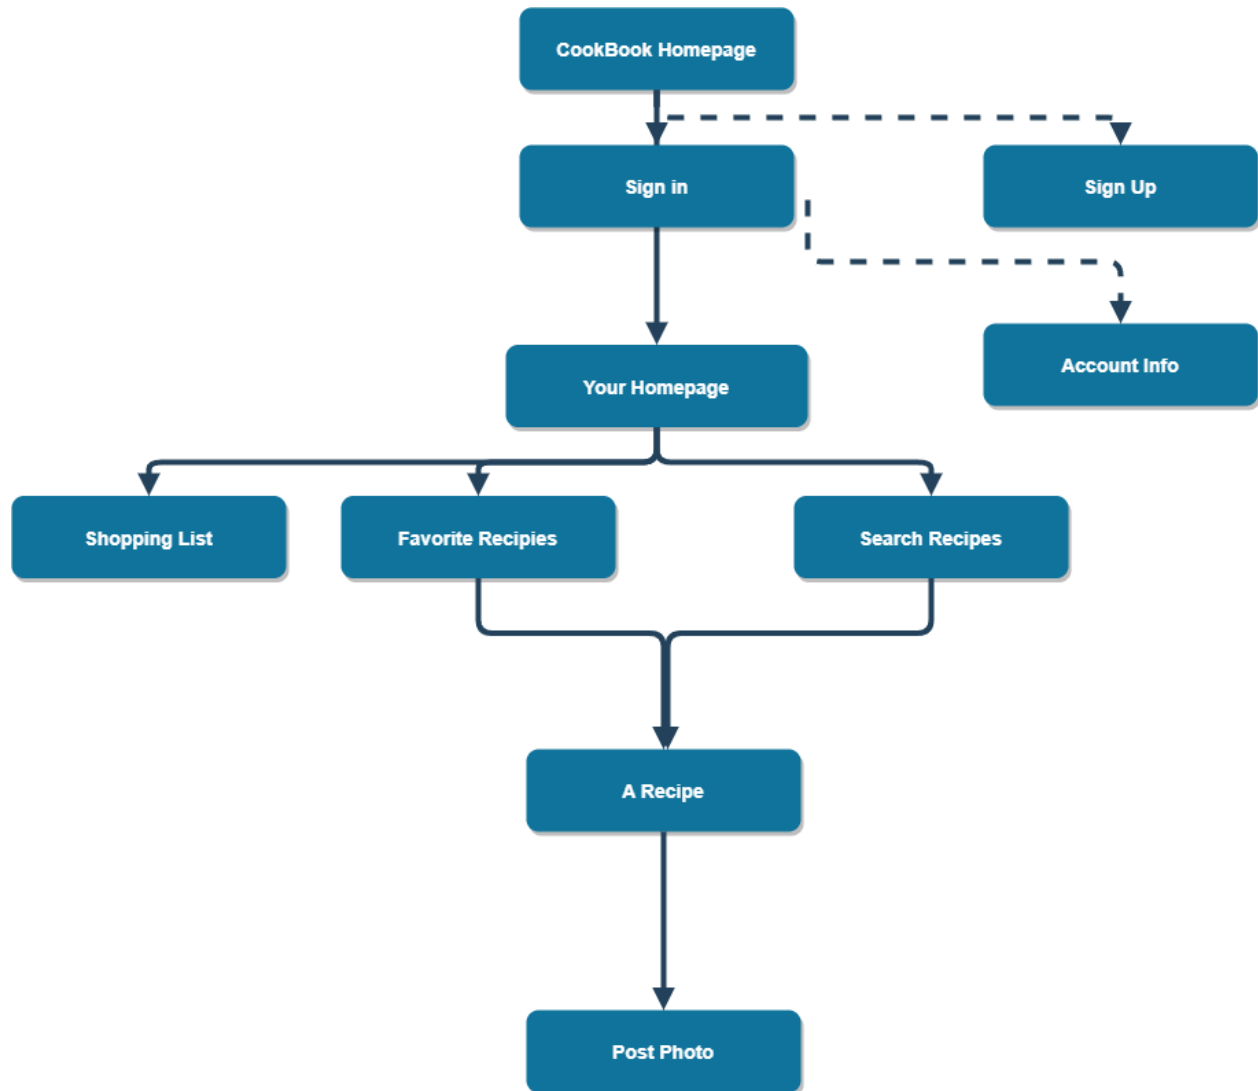 CookBook Homepage
Sign in
Sign Up
Account Info
Your Homepage
Shopping List
Favorite Recipies
Search Recipes
A Recipe
Post Photo